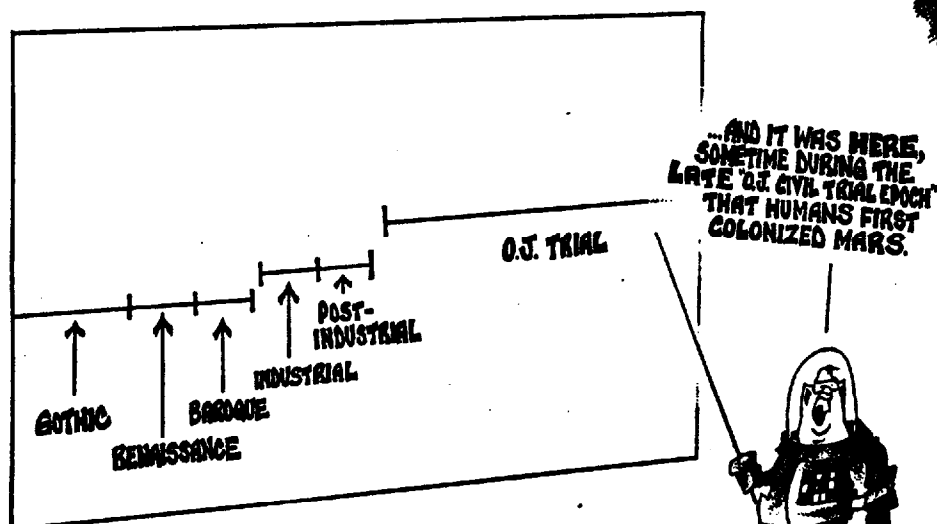 ...AND IT WAS HERE,
SOMETIME DURING THE
LATE "O.J. CIVIL TRIAL EPOCH"
THAT HUMANS FIRST
COLONIZED MARS.
O.J. TRIAL
POST-
INDUSTRIAL
INDUSTRIAL
BAROQUE
GOTHIC
RENAISSANCE